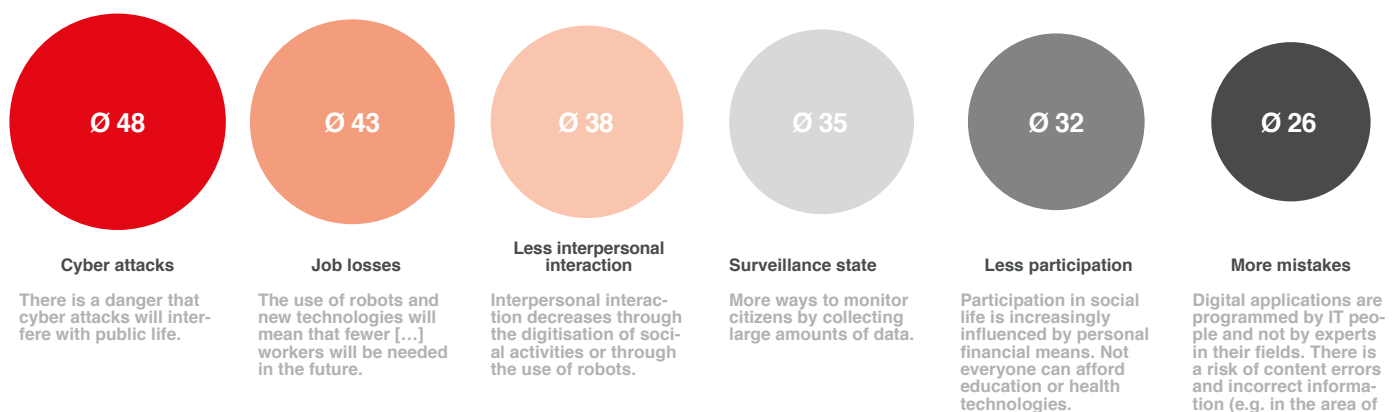 Ø 48
Ø 43
Ø 38
Ø 35
Ø 32
Ø 26
Cyber attacks
There is a danger that
cyber attacks will inter-
fere with public life.
Job losses
The use of robots and
new technologies will
mean that fewer [...]
workers will be needed
in the future.
Less interpersonal
interaction
Interpersonal interac-
tion decreases through
the digitisation of soci-
al activities or through
the use of robots.
Surveillance state
More ways to monitor
citizens by collecting
large amounts of data.
Less participation
Participation in social
life is increasingly
influenced by personal
financial means. Not
everyone can afford
education or health
technologies.
More mistakes
Digital applications are
programmed by IT peo-
ple and not by experts
in their fields. There is
a risk of content errors
and incorrect informa-
tion (e.g. in the area of